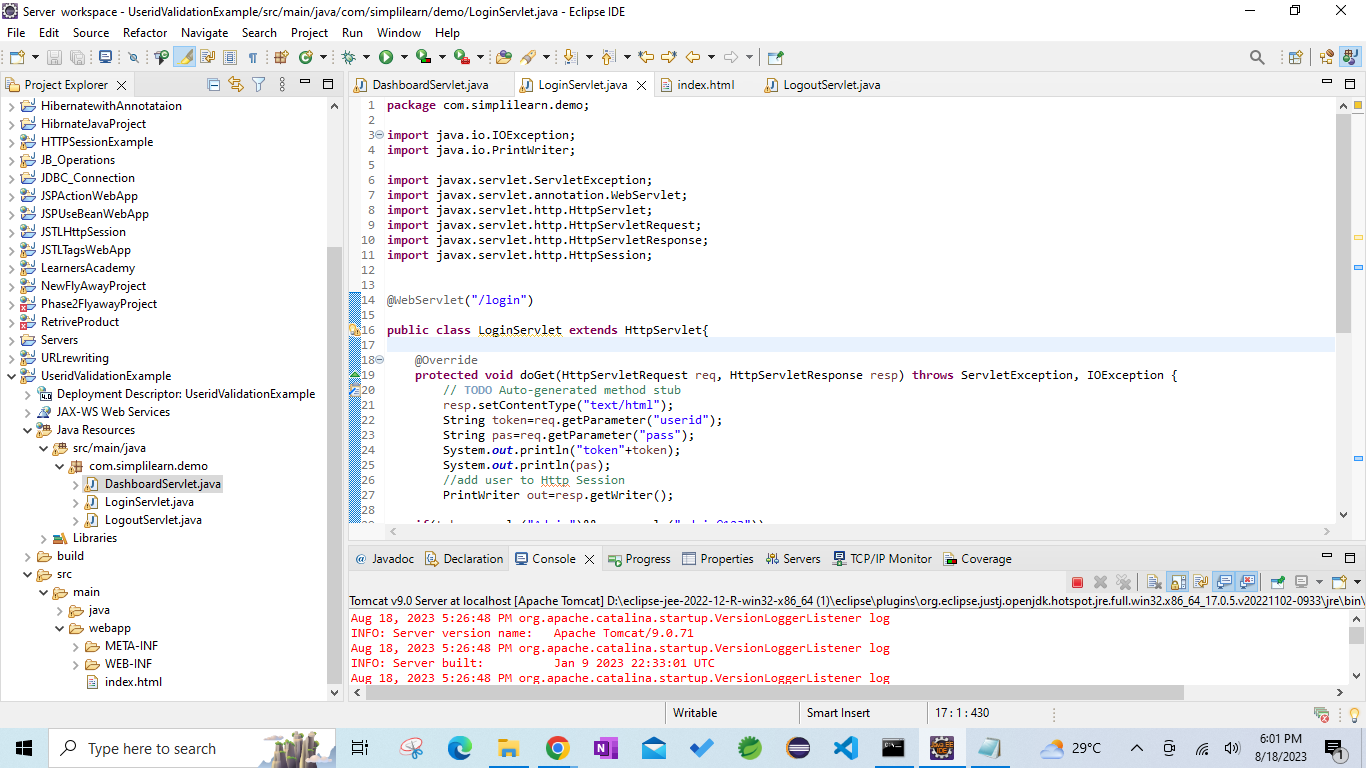 Server workspace - UseridValidationExample/src/main/java/com/simplilearn/demo/LoginServlet.java - Eclipse IDE
File Edit Source Refactor Navigate Search Project Run Window Help
Project Explorer
HibernatewithAnnotataion
HibrnateJavaProject
HTTPSessionExample
JB_Operations
JDBC_Connection
JSPActionWebApp
JSPUseBeanWebApp
JSTLHttpSession
JSTLTagsWebApp
LearnersAcademy
NewFlyAwayProject
Phase2FlyawayProject
RetriveProduct
Servers
URLrewriting
UseridValidationExample
Deployment Descriptor: UseridValidationExample
JAX-WS Web Services
Java Resources
src/main/java
com.simplilearn.demo
DashboardServlet.java
LoginServlet.java
LogoutServlet.java
Libraries
build
src
main
java
webapp
META-INF
WEB-INF
index.html
DashboardServlet.java LoginServlet.java index.html LogoutServlet.java
1 package com.simplilearn.demo;
2
3 import java.io.IOException;
4 import java.io.PrintWriter;
5
6 import javax.servlet.ServletException;
7 import javax.servlet.annotation.WebServlet;
8 import javax.servlet.http.HttpServlet;
9 import javax.servlet.http.HttpServletRequest;
10 import javax.servlet.http.HttpServletResponse;
11 import javax.servlet.http.HttpSession;
12
13
14 @WebServlet("/login")
15
16 public class LoginServlet extends HttpServlet{
17
18 @Override
19 protected void doGet(HttpServletRequest req, HttpServletResponse resp) throws ServletException, IOException {
20 // TODO Auto-generated method stub
21 resp.setContentType("text/html");
22 String token=req.getParameter("userid");
23 String pas=req.getParameter("pass");
24 System.out.println("token"+token);
25 System.out.println(pas);
26 //add user to Http Session
27 PrintWriter out=resp.getWriter();
28
@ Javadoc Declaration Console Progress Properties Servers TCP/IP Monitor Coverage
Tomcat v9.0 Server at localhost [Apache Tomcat] D:\eclipse-jee-2022-12-R-win32-x86_64 (1)\eclipse\plugins\org.eclipse.justj.openjdk.hotspot.jre.full.win32.x86_64_17.0.5.v20221102-0933\jre\bin\
Aug 18, 2023 5:26:48 PM org.apache.catalina.startup.VersionLoggerListener log
INFO: Server version name: Apache Tomcat/9.0.71
Aug 18, 2023 5:26:48 PM org.apache.catalina.startup.VersionLoggerListener log
INFO: Server built: Jan 9 2023 22:33:01 UTC
Aug 18, 2023 5:26:48 PM org.apache.catalina.startup.VersionLoggerListener log
Writable Smart Insert 17 : 1 : 430
Type here to search
29°C
6:01 PM
8/18/2023
1